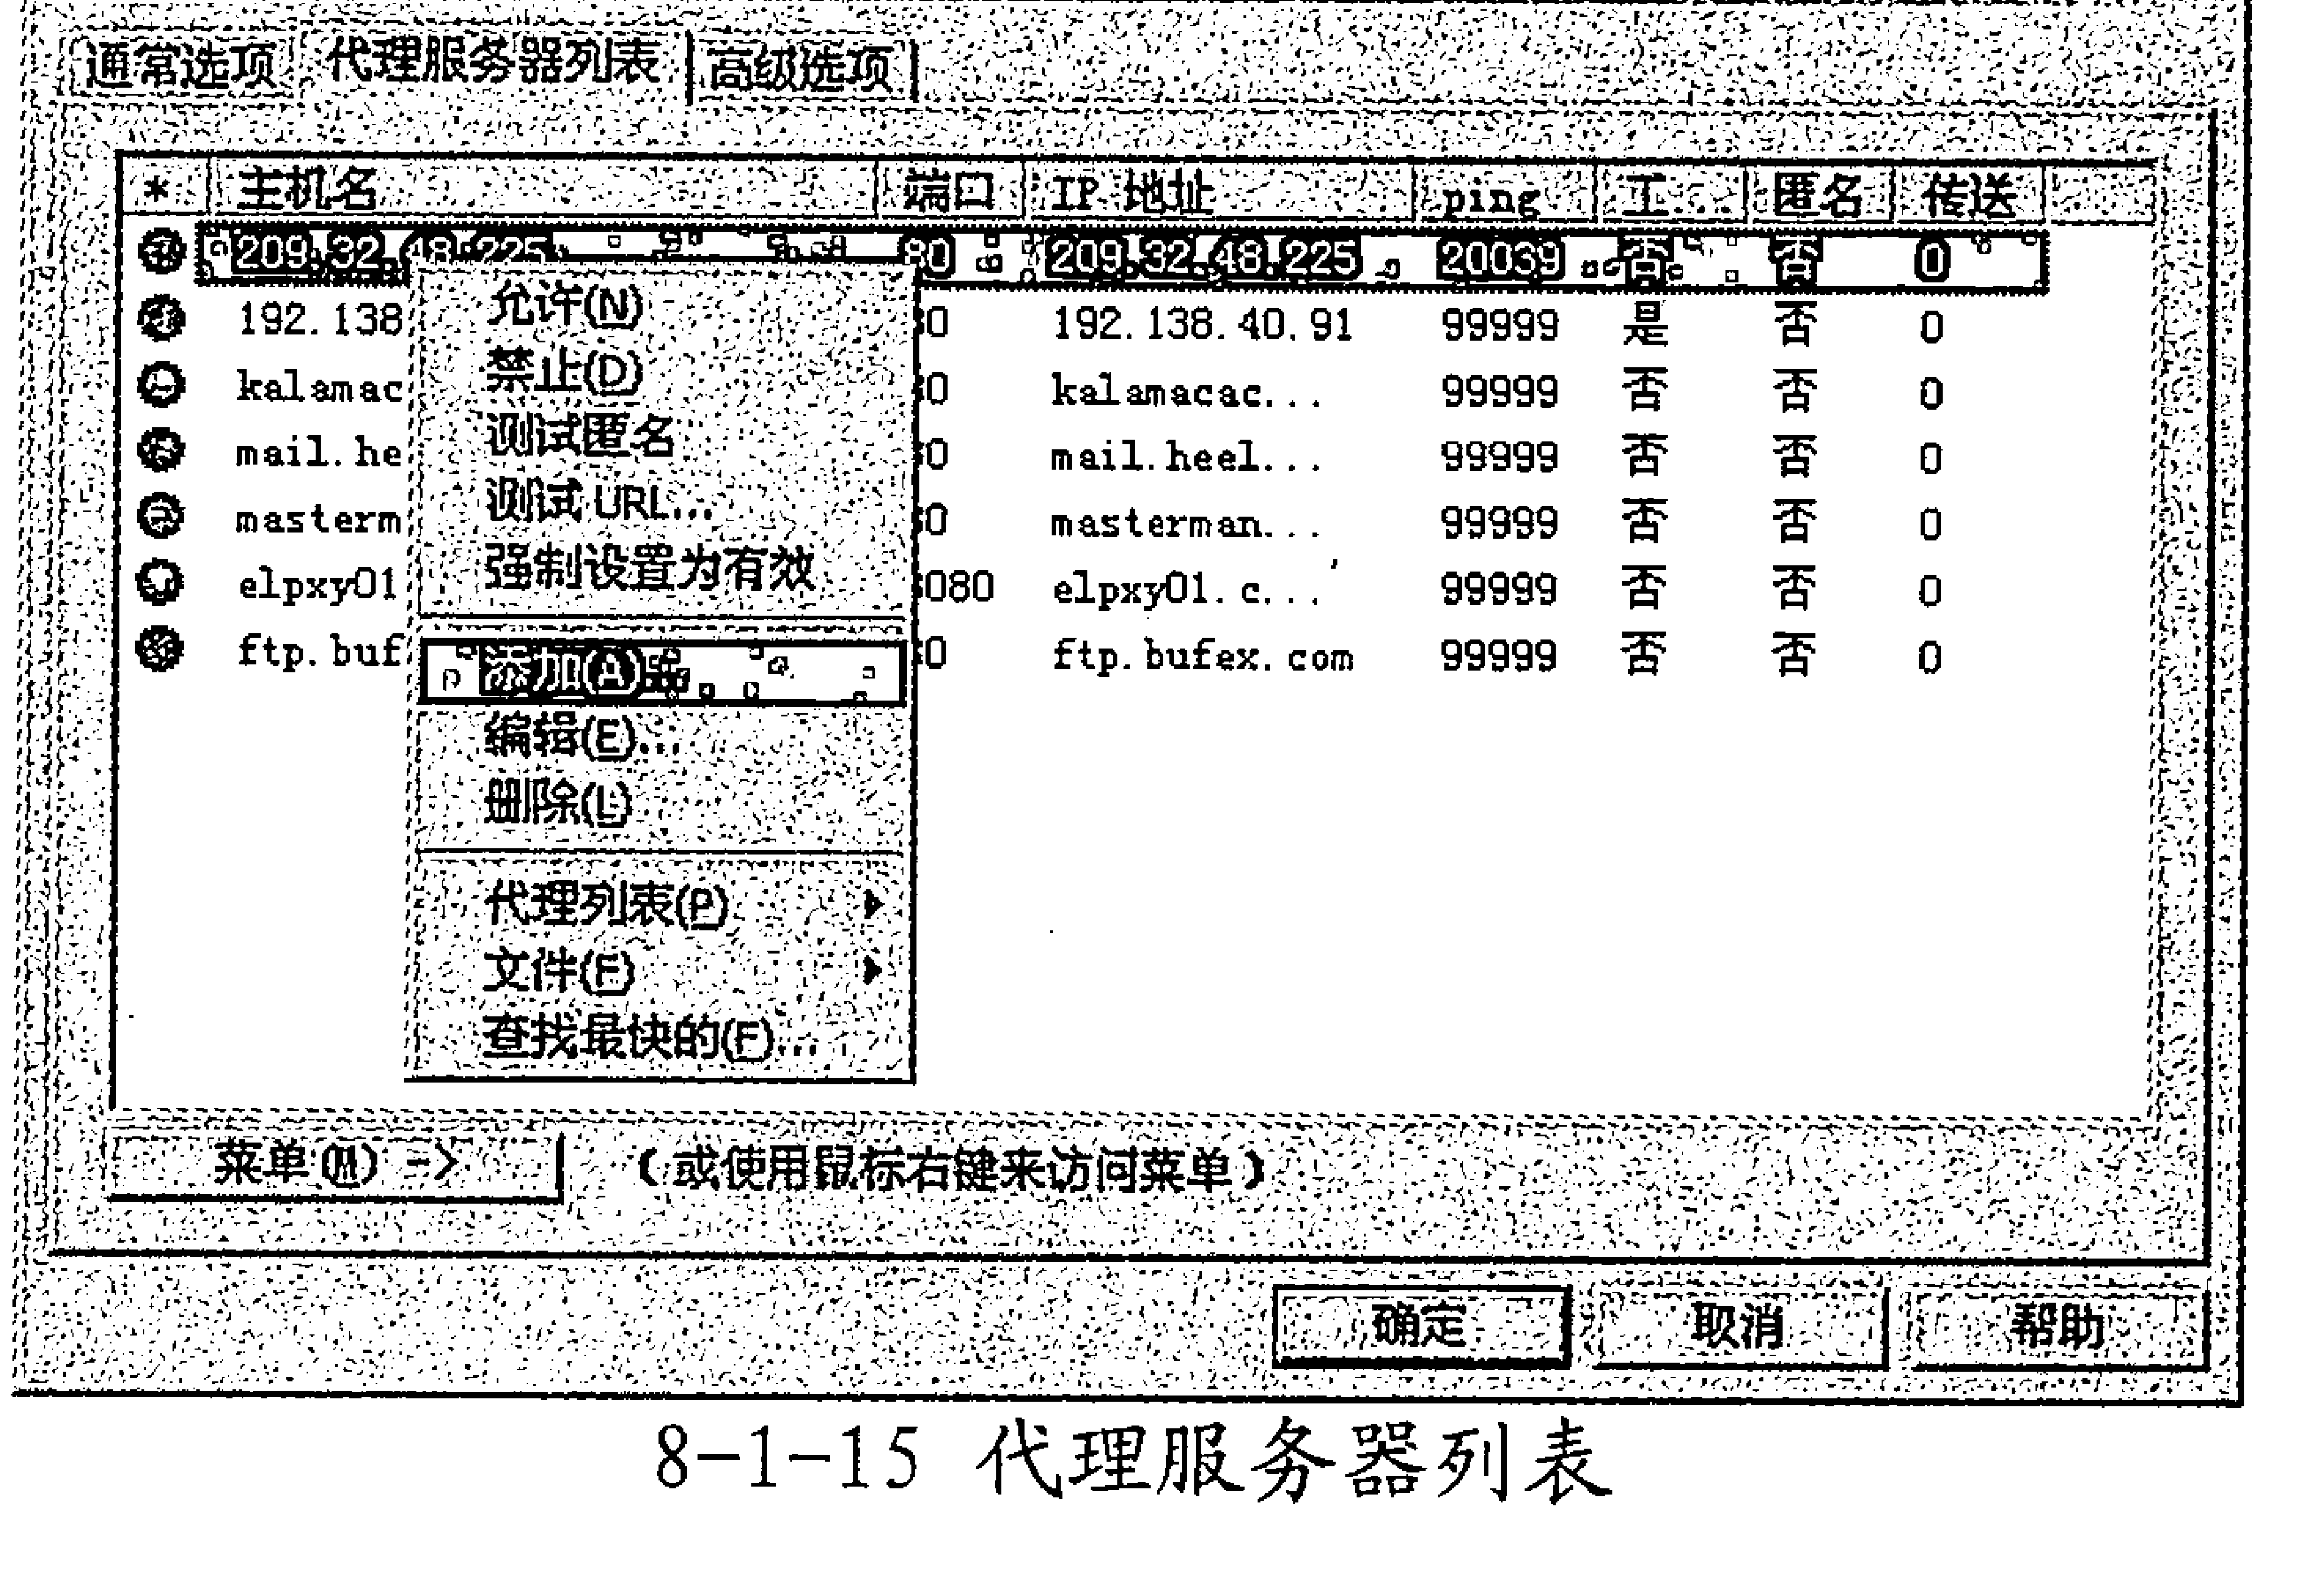 通常选项 代理服务器列表 高级选项
* 主机名 端口 IP 地址 ping 工... 匿名 传送
209.32.48.225 80 209.32.48.225 20039 否 否 0
192.138 0 192.138.40.91 99999 是 否 0
kalamac 0 kalamacac... 99999 否 否 0
mail.he 0 mail.heel... 99999 否 否 0
masterm 0 masterman... 99999 否 否 0
elpxy01 080 elpxy01.c... 99999 否 否 0
ftp.buf 0 ftp.bufex.com 99999 否 否 0
允许(N)
禁止(D)
测试匿名
测试 URL...
强制设置为有效
添加(A)...
编辑(E)...
删除(L)
代理列表(P)
文件(F)
查找最快的(F)...
菜单(M) -> (或使用鼠标右键来访问菜单)
确定 取消 帮助
8-1-15 代理服务器列表